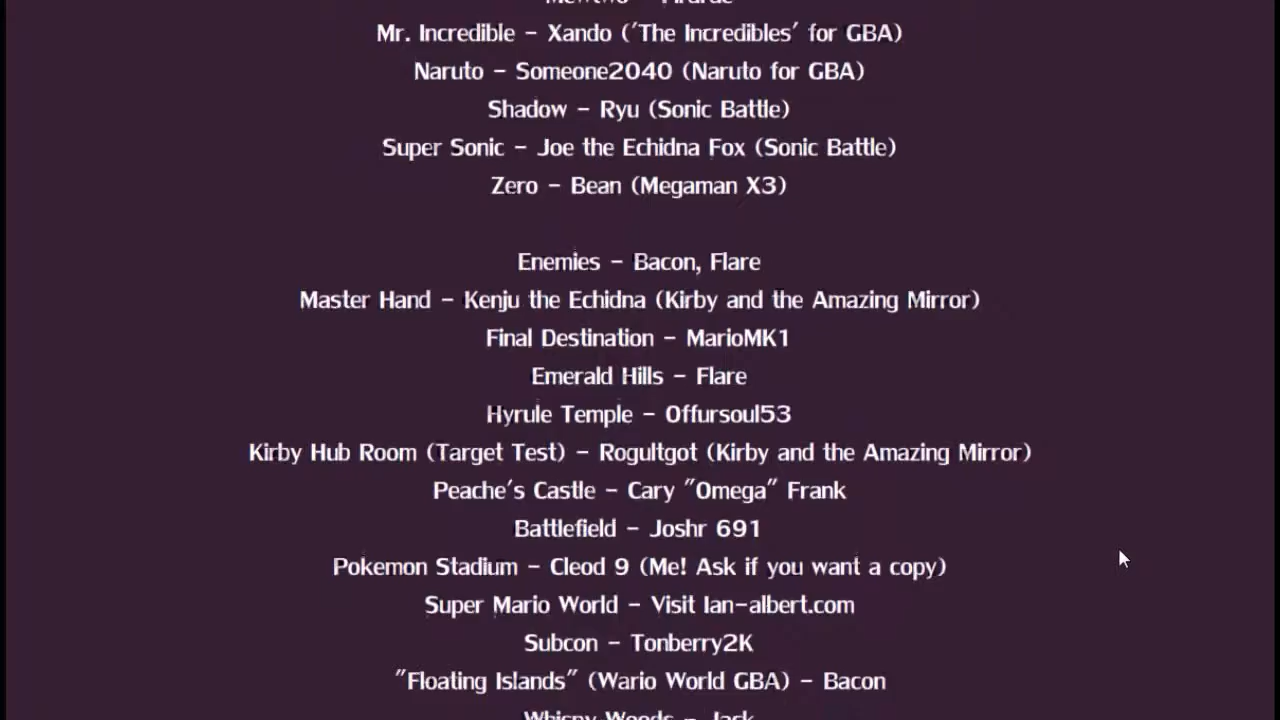 Mr. Incredible - Xando ('The Incredibles' for GBA)
Naruto - Someone2040 (Naruto for GBA)
Shadow - Ryu (Sonic Battle)
Super Sonic - Joe the Echidna Fox (Sonic Battle)
Zero - Bean (Megaman X3)
Enemies - Bacon, Flare
Master Hand - Kenju the Echidna (Kirby and the Amazing Mirror)
Final Destination - MarioMK1
Emerald Hills - Flare
Hyrule Temple - Offursoul53
Kirby Hub Room (Target Test) - Rogultgot (Kirby and the Amazing Mirror)
Peache's Castle - Cary "Omega" Frank
Battlefield - Joshr 691
Pokemon Stadium - Cleod 9 (Me! Ask if you want a copy)
Super Mario World - Visit Ian-albert.com
Subcon - Tonberry2K
"Floating Islands" (Wario World GBA) - Bacon
Whispy Woods - Jack